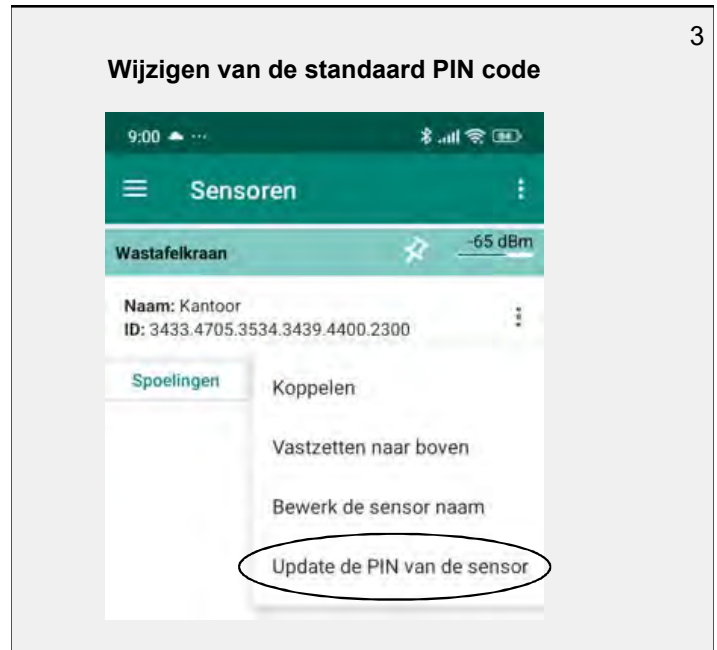 3
Wijzigen van de standaard PIN code
9:00 ...
Sensoren
Wastafelkraan -65 dBm
Naam: Kantoor
ID: 3433.4705.3534.3439.4400.2300
Spoelingen
Koppelen
Vastzetten naar boven
Bewerk de sensor naam
Update de PIN van de sensor